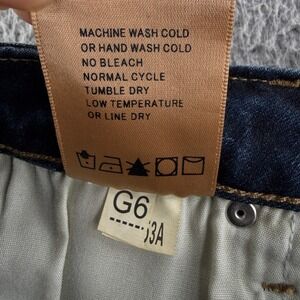 MACHINE WASH COLD
OR HAND WASH COLD
NO BLEACH
NORMAL CYCLE
TUMBLE DRY
LOW TEMPERATURE
OR LINE DRY
G6
3A